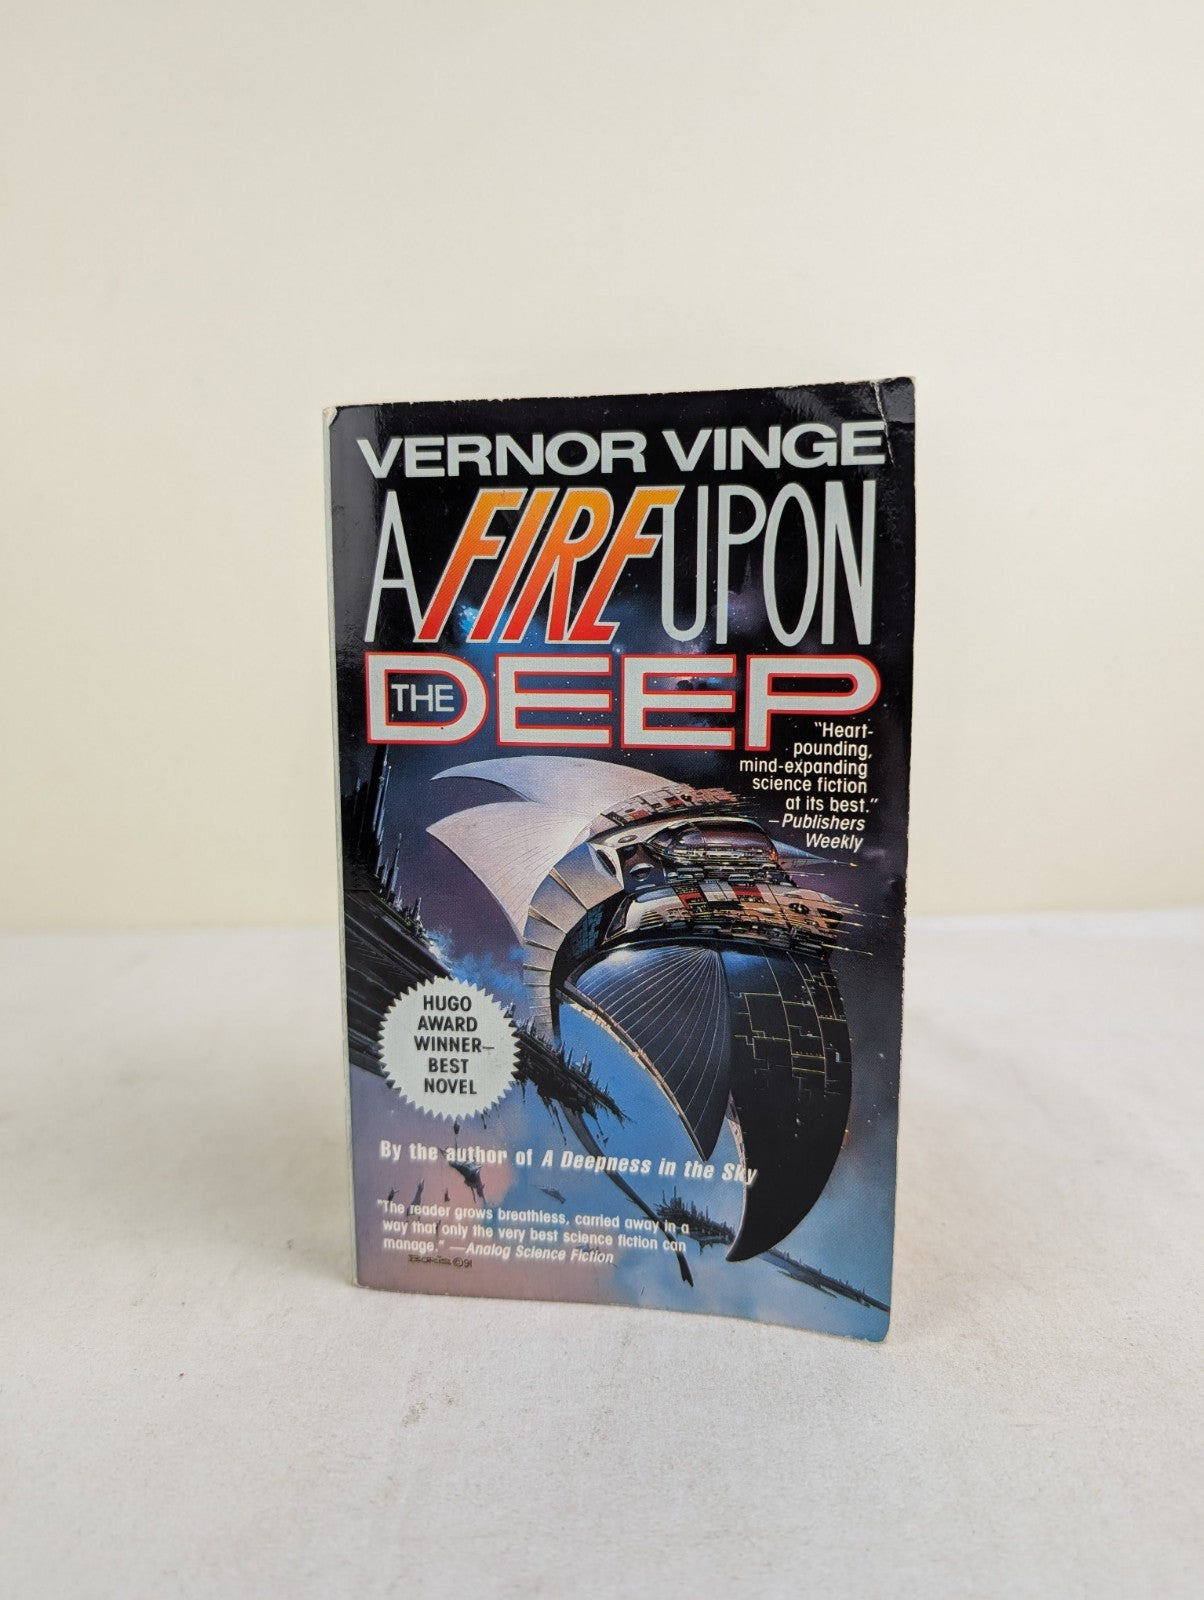 VERNOR VINGE
A FIRE UPON
THE DEEP
"Heart-
pounding,
mind-expanding
science fiction
at its best."
—Publishers
Weekly
HUGO
AWARD
WINNER—
BEST
NOVEL
By the author of A Deepness in the Sky
"The reader grows breathless, carried away in a
way that only the very best science fiction can
manage." —Analog Science Fiction
BORIS ©91